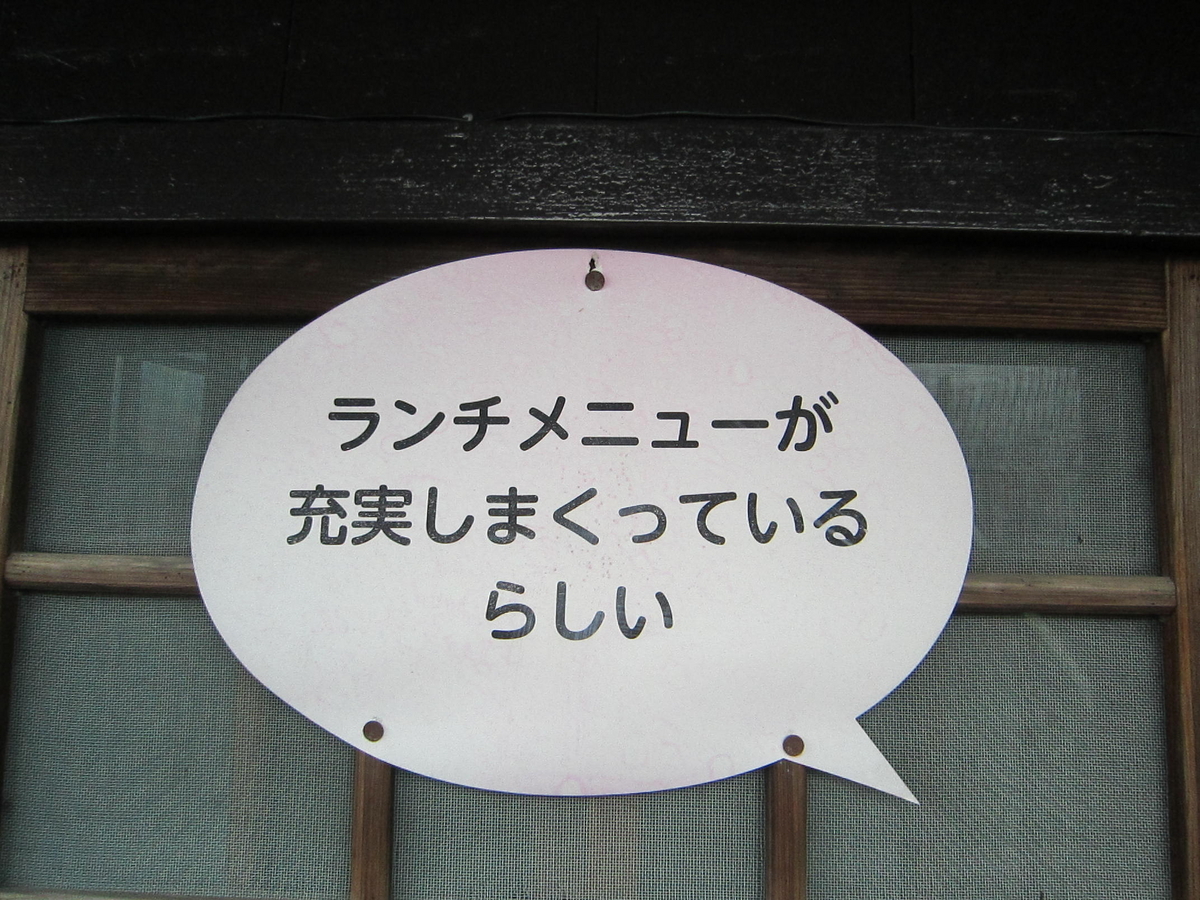 ランチメニューが
充実しまくっている
らしい